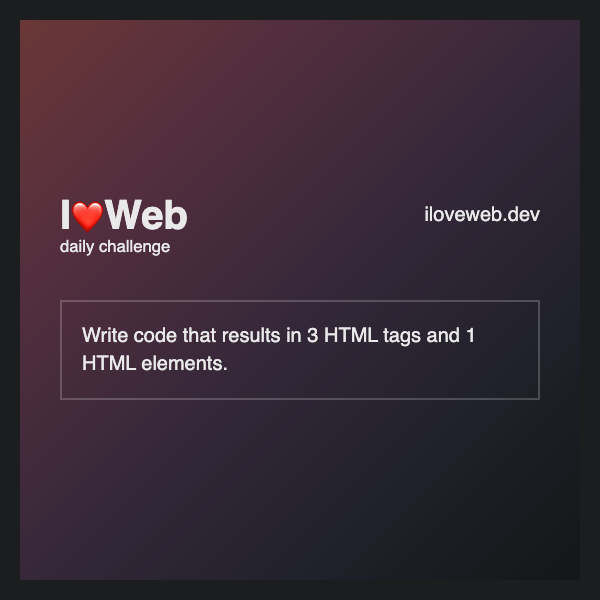 I❤️Web
iloveweb.dev
daily challenge
Write code that results in 3 HTML tags and 1
HTML elements.